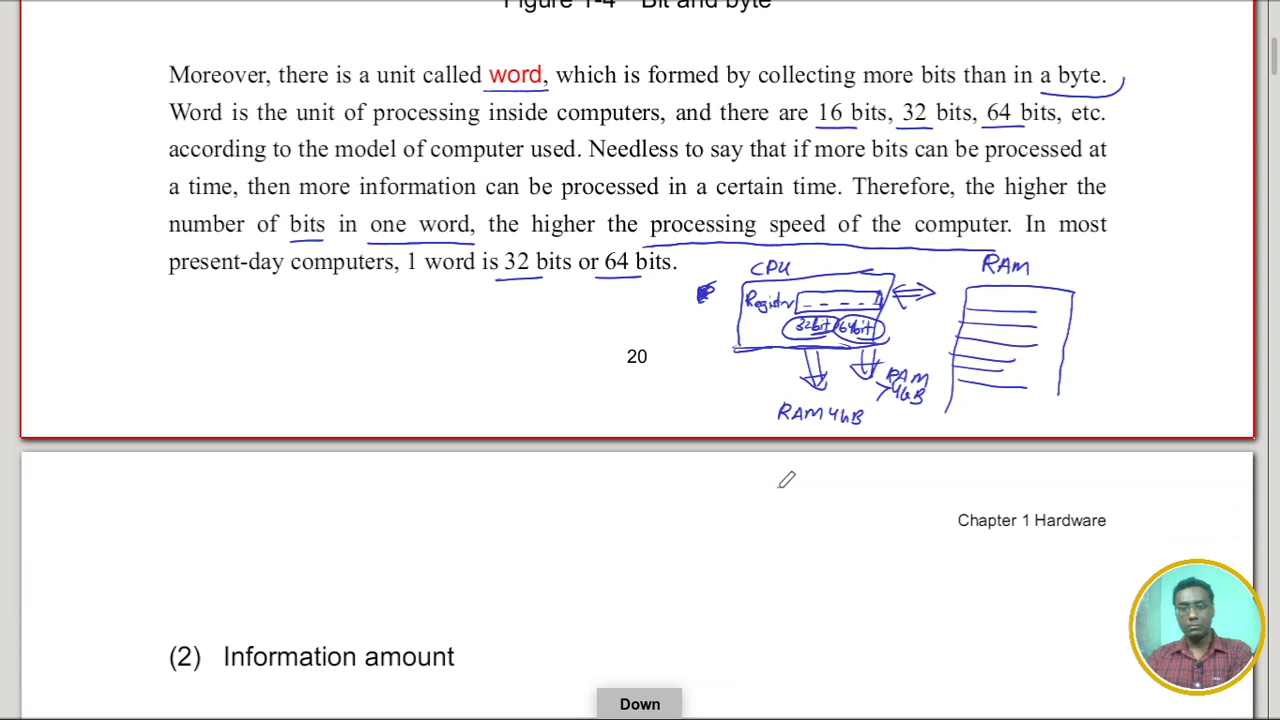 Figure 1-4 Bit and byte
Moreover, there is a unit called word, which is formed by collecting more bits than in a byte.
Word is the unit of processing inside computers, and there are 16 bits, 32 bits, 64 bits, etc.
according to the model of computer used. Needless to say that if more bits can be processed at
a time, then more information can be processed in a certain time. Therefore, the higher the
number of bits in one word, the higher the processing speed of the computer. In most
present-day computers, 1 word is 32 bits or 64 bits.
CPU
RAM
Register
32bit 64bit
20
RAM
>4GB
RAM 4GB
Chapter 1 Hardware
(2) Information amount
Down